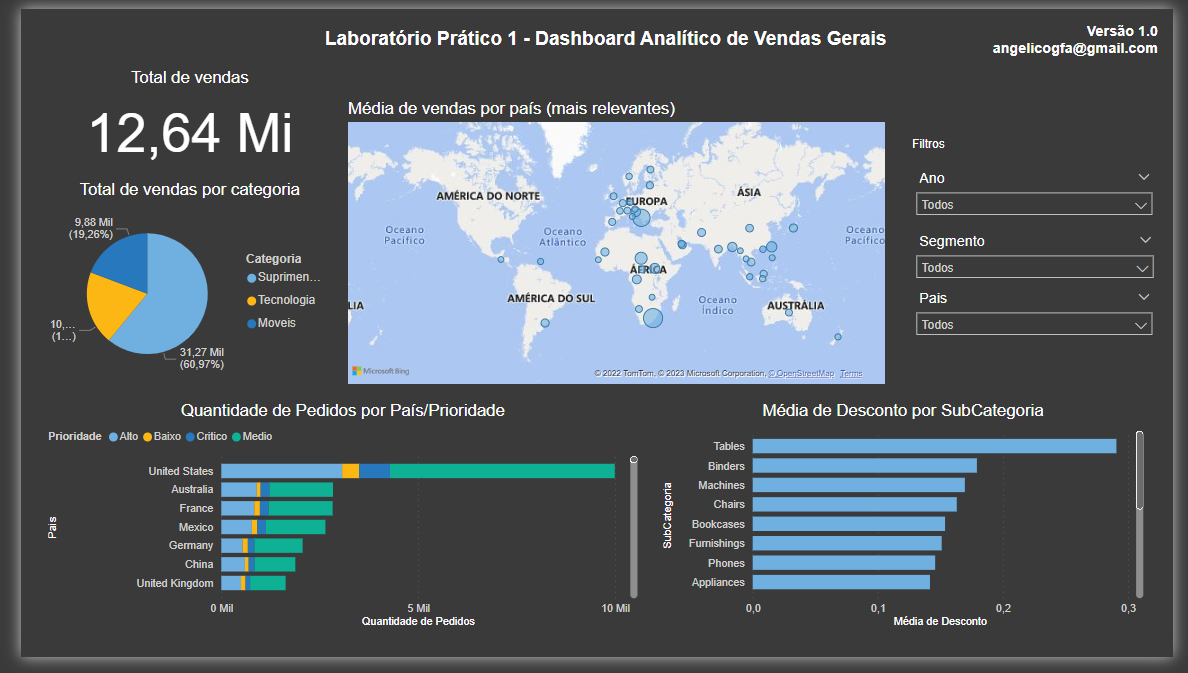 Laboratório Prático 1 - Dashboard Analítico de Vendas Gerais
Versão 1.0
angelicogfa@gmail.com
Total de vendas
12,64 Mi
Total de vendas por categoria
9,88 Mil
(19,26%)
10,...
(1...)
31,27 Mil
(60,97%)
Categoria
Suprimen...
Tecnologia
Moveis
Média de vendas por país (mais relevantes)
AMÉRICA DO NORTE
EUROPA
ÁSIA
Oceano
Pacífico
Oceano
Atlântico
Oceano
Pacífico
ÁFRICA
LIA
AMÉRICA DO SUL
Oceano
Índico
AUSTRÁLIA
Microsoft Bing
© 2022 TomTom, © 2023 Microsoft Corporation, © OpenStreetMap Terms
Filtros
Ano
Todos
Segmento
Todos
Pais
Todos
Quantidade de Pedidos por País/Prioridade
Prioridade Alto Baixo Critico Medio
Pais
United States
Australia
France
Mexico
Germany
China
United Kingdom
0 Mil 5 Mil 10 Mil
Quantidade de Pedidos
Média de Desconto por SubCategoria
SubCategoria
Tables
Binders
Machines
Chairs
Bookcases
Furnishings
Phones
Appliances
0,0 0,1 0,2 0,3
Média de Desconto